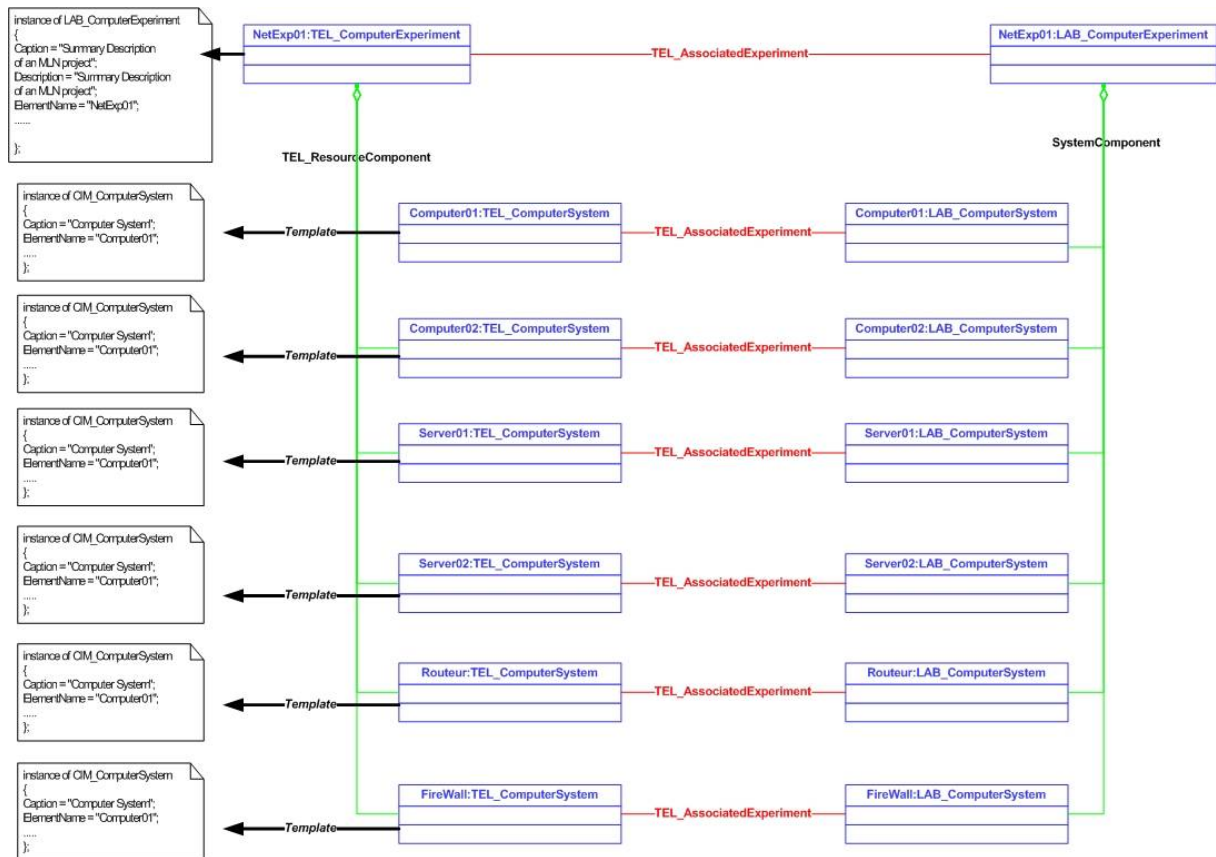 instance of LAB_ComputerExperiment
{
Caption = "Summary Description
of an MLN project";
Description = "Summary Description
of an MLN project";
ElementName = "NetExp01";
......
};
NetExp01:TEL_ComputerExperiment
TEL_AssociatedExperiment
NetExp01:LAB_ComputerExperiment
TEL_ResourceComponent
SystemComponent
instance of CIM_ComputerSystem
{
Caption = "Computer System";
ElementName = "Computer01";
.....
};
Template
Computer01:TEL_ComputerSystem
TEL_AssociatedExperiment
Computer01:LAB_ComputerSystem
instance of CIM_ComputerSystem
{
Caption = "Computer System";
ElementName = "Computer01";
.....
};
Template
Computer02:TEL_ComputerSystem
TEL_AssociatedExperiment
Computer02:LAB_ComputerSystem
instance of CIM_ComputerSystem
{
Caption = "Computer System";
ElementName = "Computer01";
.....
};
Template
Server01:TEL_ComputerSystem
TEL_AssociatedExperiment
Server01:LAB_ComputerSystem
instance of CIM_ComputerSystem
{
Caption = "Computer System";
ElementName = "Computer01";
.....
};
Template
Server02:TEL_ComputerSystem
TEL_AssociatedExperiment
Server02:LAB_ComputerSystem
instance of CIM_ComputerSystem
{
Caption = "Computer System";
ElementName = "Computer01";
.....
};
Template
Routeur:TEL_ComputerSystem
TEL_AssociatedExperiment
Routeur:LAB_ComputerSystem
instance of CIM_ComputerSystem
{
Caption = "Computer System";
ElementName = "Computer01";
.....
};
Template
FireWall:TEL_ComputerSystem
TEL_AssociatedExperiment
FireWall:LAB_ComputerSystem